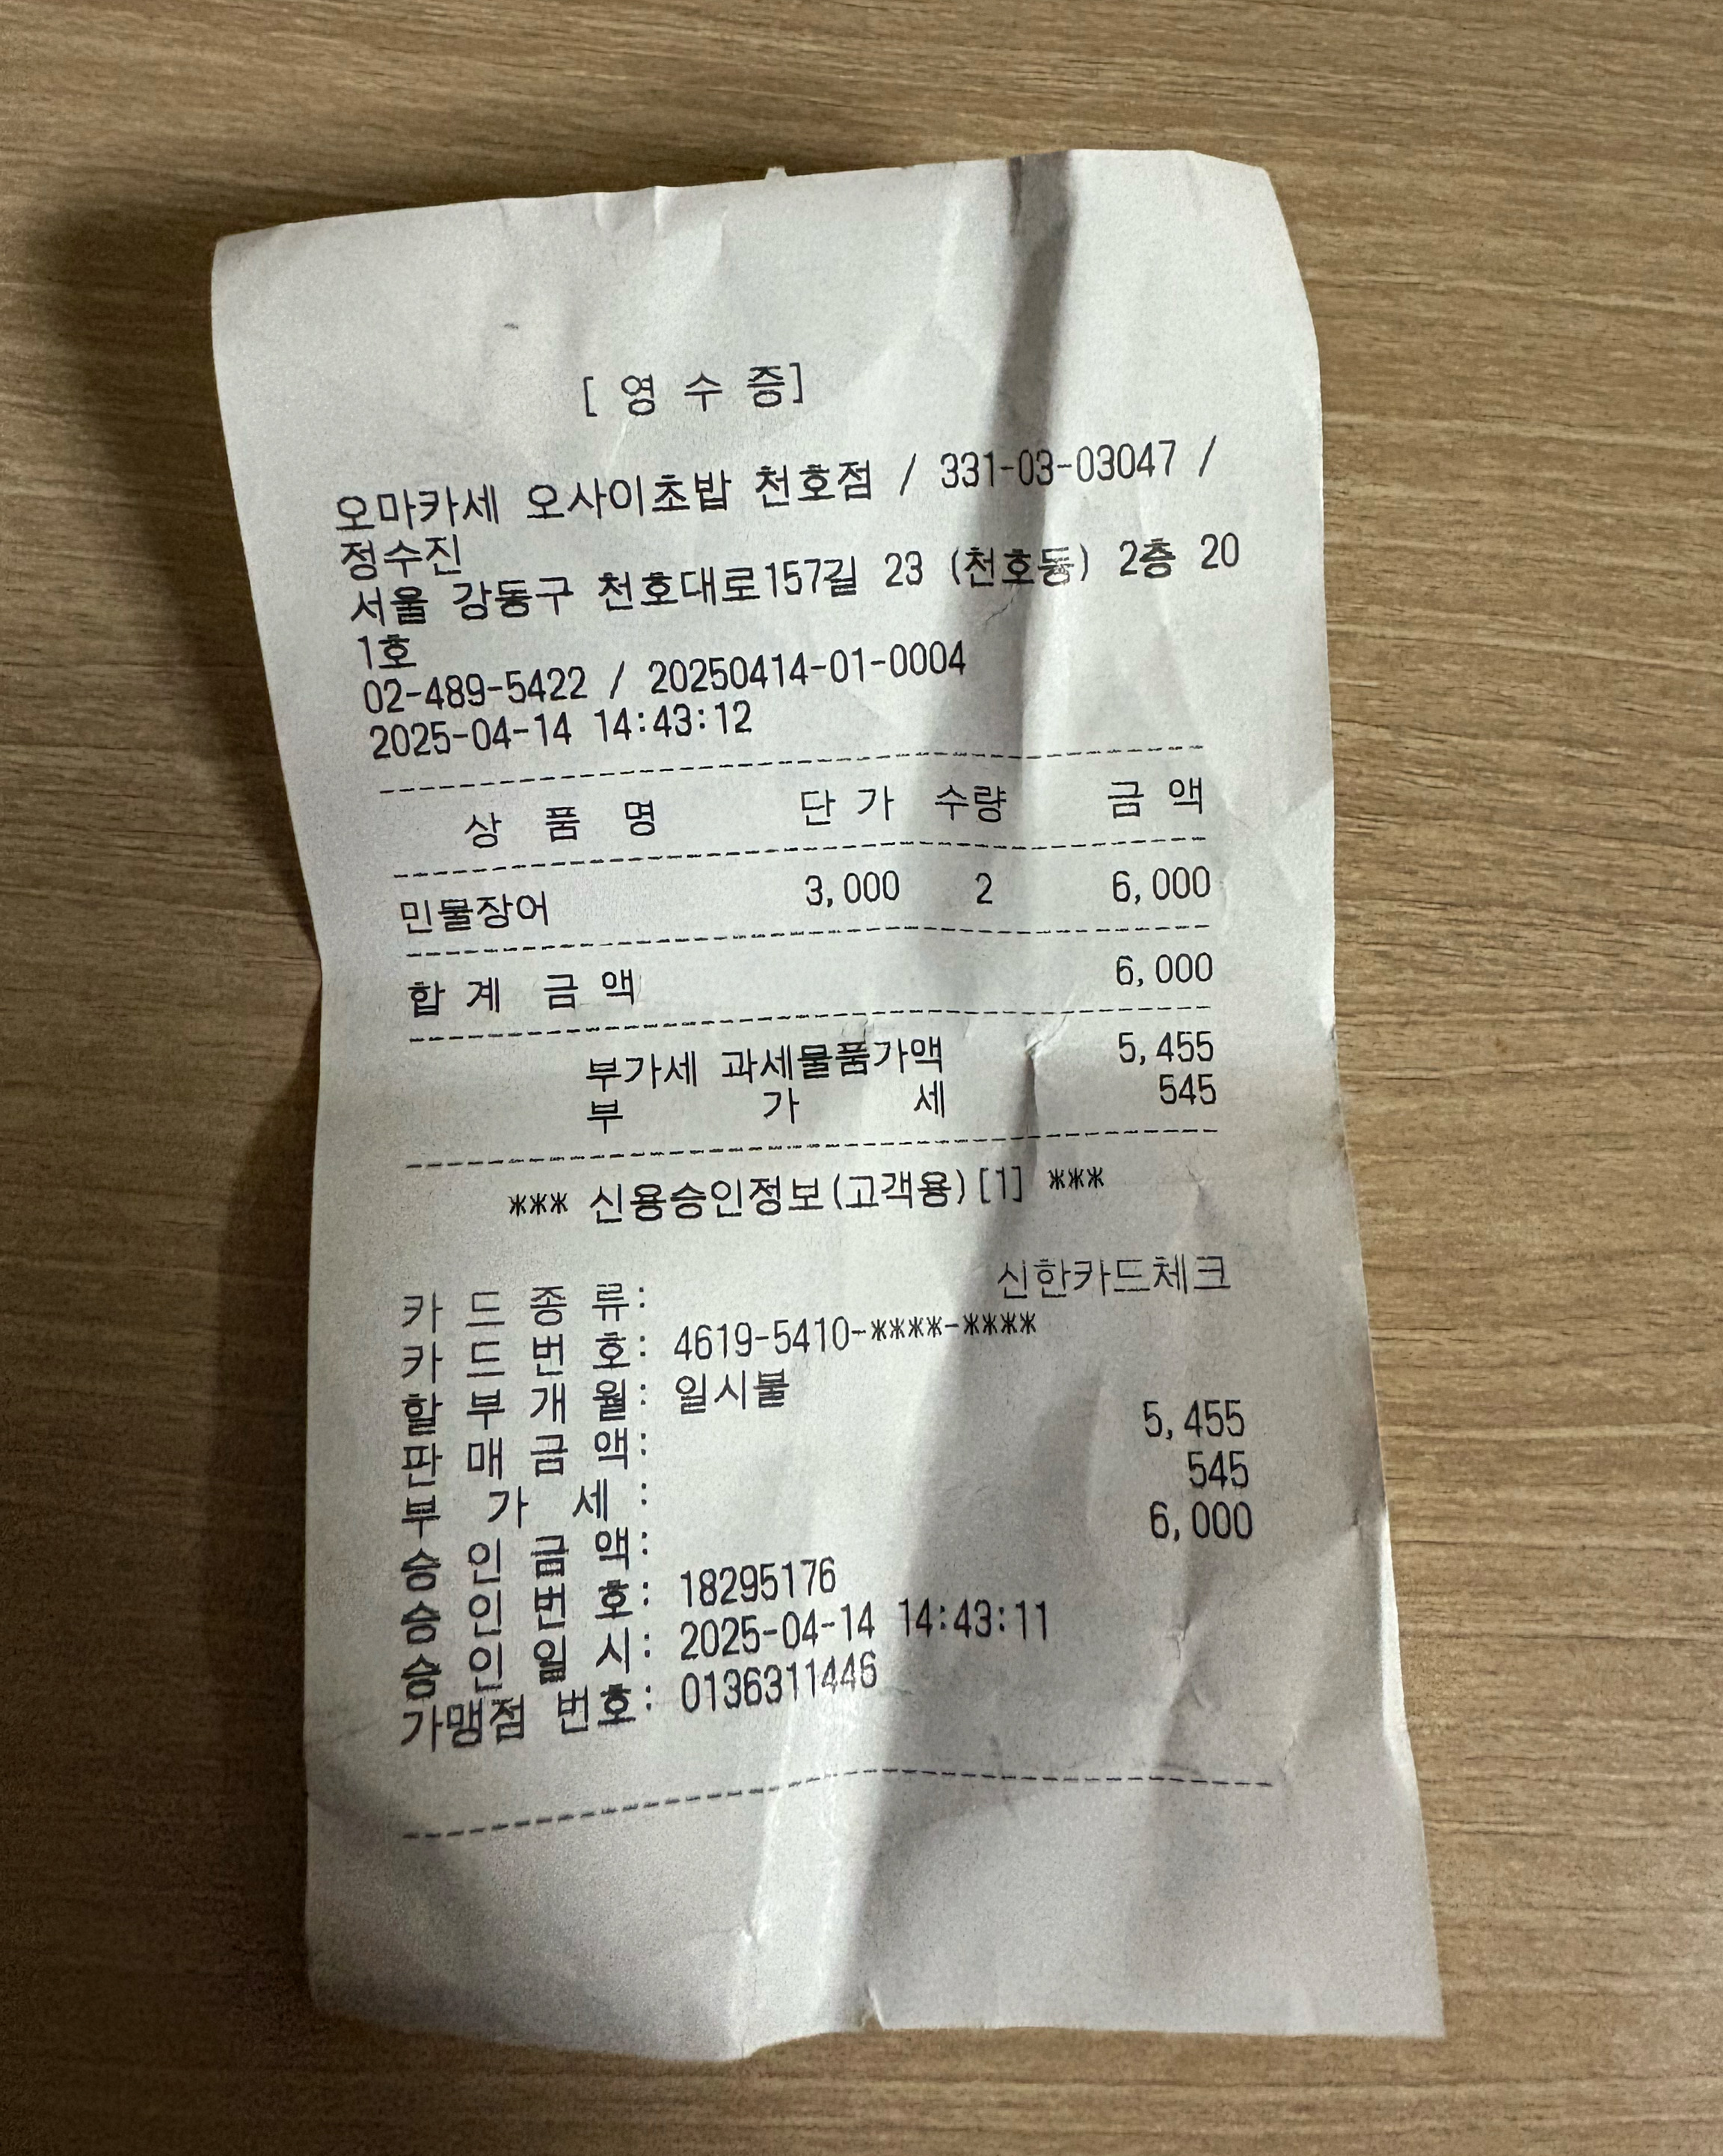 [ 영 수 증]
오마카세 오사이초밥 천호점 / 331-03-03047 /
정수진
서울 강동구 천호대로157길 23 (천호동) 2층 20
1호
02-489-5422 / 20250414-01-0004
2025-04-14 14:43:12
상 품 명 단 가 수량 금 액
민물장어 3,000 2 6,000
합 계 금 액 6,000
부가세 과세물품가액 5,455
부 가 세 545
*** 신용승인정보(고객용)[1] ***
카 드 종 류: 신한카드체크
카 드 번 호: 4619-5410-****-****
할 부 개 월: 일시불
판 매 금 액: 5,455
부 가 세 : 545
승 인 금 액: 6,000
승 인 번 호: 18295176
승 인 일 시: 2025-04-14 14:43:11
가맹점 번호: 0136311446